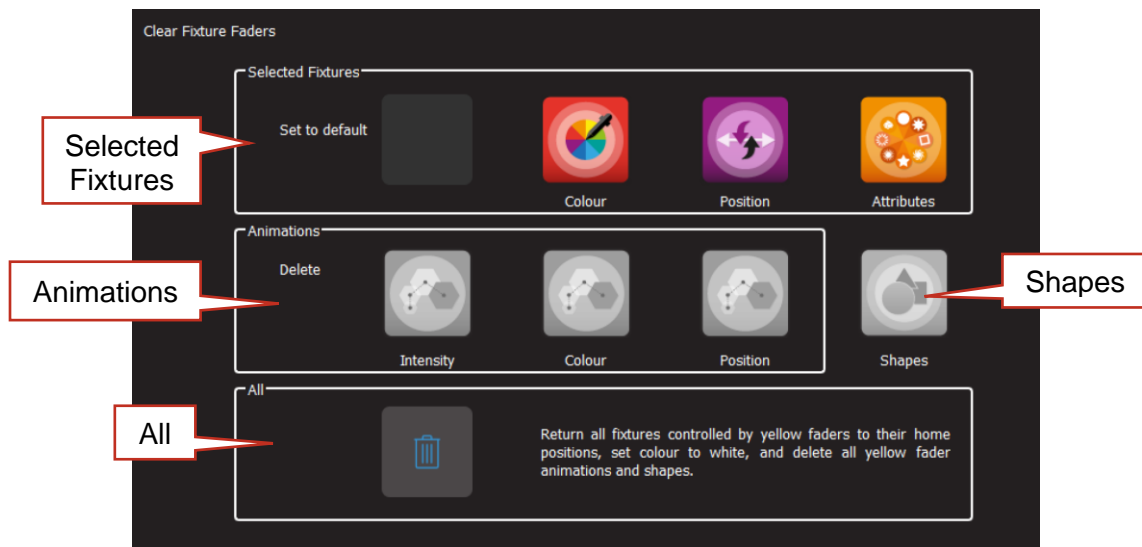 Clear Fixture Faders
Selected Fixtures
Set to default
Colour
Position
Attributes
Selected
Fixtures
Animations
Delete
Intensity
Colour
Position
Shapes
Animations
Shapes
All
Return all fixtures controlled by yellow faders to their home
positions, set colour to white, and delete all yellow fader
animations and shapes.
All